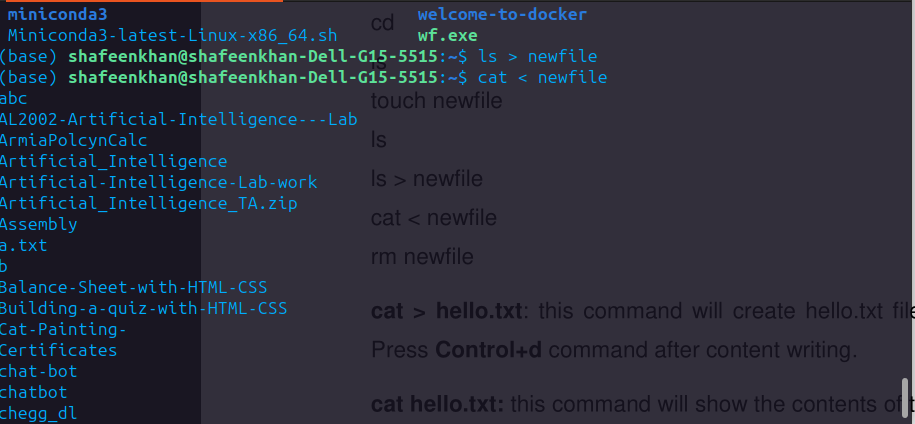 miniconda3 welcome-to-docker
Miniconda3-latest-Linux-x86_64.sh wf.exe
(base) shafeenkhan@shafeenkhan-Dell-G15-5515:~$ ls > newfile
(base) shafeenkhan@shafeenkhan-Dell-G15-5515:~$ cat < newfile
abc
AL2002-Artificial-Intelligence---Lab
ArmiaPolcynCalc
Artificial_Intelligence
Artificial-Intelligence-Lab-work
Artificial_Intelligence_TA.zip
Assembly
a.txt
b
Balance-Sheet-with-HTML-CSS
Building-a-quiz-with-HTML-CSS
Cat-Painting-
Certificates
chat-bot
chatbot
chegg_dl
cd
ls
touch newfile
ls
ls > newfile
cat < newfile
rm newfile
cat > hello.txt: this command will create hello.txt file
Press Control+d command after content writing.
cat hello.txt: this command will show the contents of t